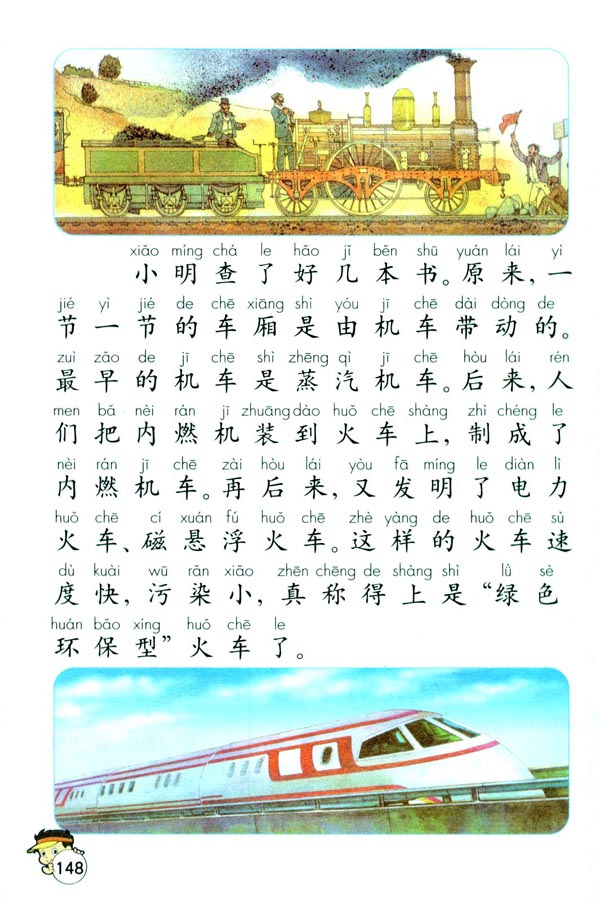 xiǎo míng chá le hǎo jǐ běn shū yuán lái yì
小明查了好几本书。原来,一
jié yì jié de chē xiāng shì yóu jī chē dài dòng de
节一节的车厢是由机车带动的。
zuì zǎo de jī chē shì zhēng qì jī chē hòu lái rén
最早的机车是蒸汽机车。后来,人
men bǎ nèi rán jī zhuāng dào huǒ chē shàng zhì chéng le
们把内燃机装到火车上,制成了
nèi rán jī chē zài hòu lái yòu fā míng le diàn lì
内燃机车。再后来,又发明了电力
huǒ chē cí xuán fú huǒ chē zhè yàng de huǒ chē sù
火车、磁悬浮火车。这样的火车速
dù kuài wū rǎn xiǎo zhēn chēng de shàng shì lǜ sè
度快,污染小,真称得上是“绿色
huán bǎo xíng huǒ chē le
环保型”火车了。
148